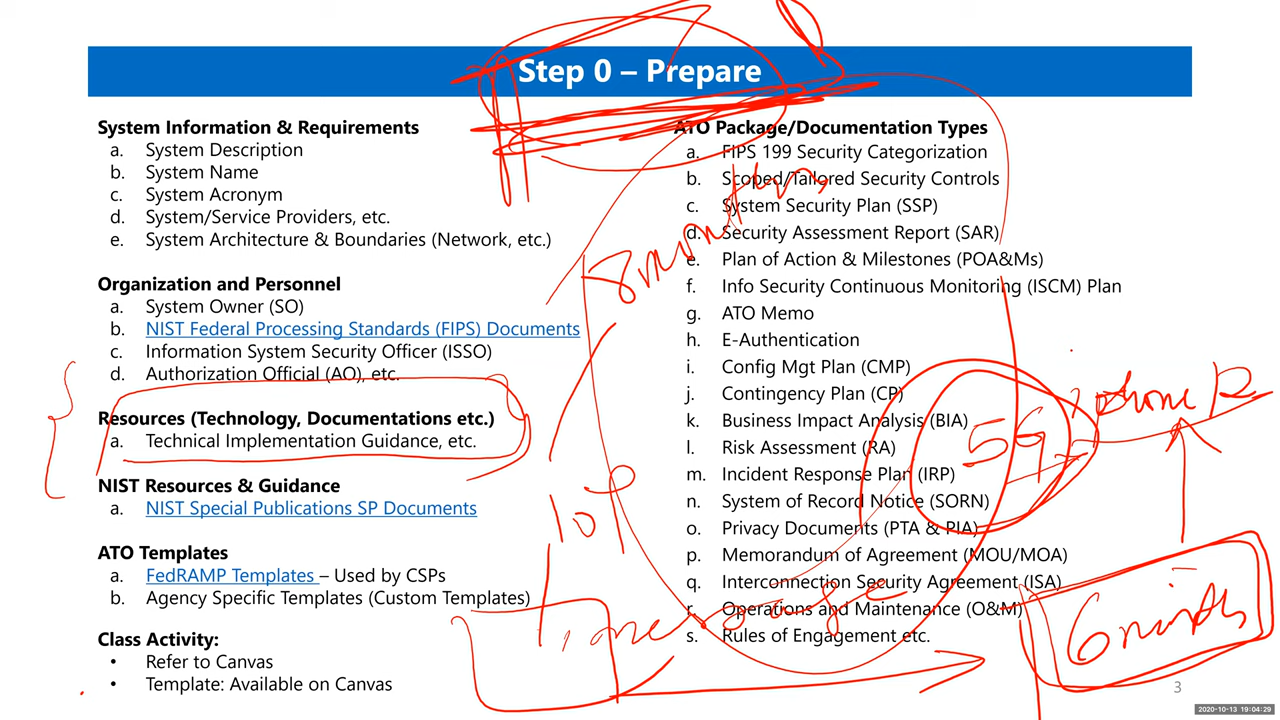 Step 0 – Prepare
System Information & Requirements
a. System Description
b. System Name
c. System Acronym
d. System/Service Providers, etc.
e. System Architecture & Boundaries (Network, etc.)
Organization and Personnel
a. System Owner (SO)
b. NIST Federal Processing Standards (FIPS) Documents
c. Information System Security Officer (ISSO)
d. Authorization Official (AO), etc.
Resources (Technology, Documentations etc.)
a. Technical Implementation Guidance, etc.
NIST Resources & Guidance
a. NIST Special Publications SP Documents
ATO Templates
a. FedRAMP Templates – Used by CSPs
b. Agency Specific Templates (Custom Templates)
Class Activity:
• Refer to Canvas
• Template: Available on Canvas
ATO Package/Documentation Types
a. FIPS 199 Security Categorization
b. Scoped/Tailored Security Controls
c. System Security Plan (SSP)
d. Security Assessment Report (SAR)
e. Plan of Action & Milestones (POA&Ms)
f. Info Security Continuous Monitoring (ISCM) Plan
g. ATO Memo
h. E-Authentication
i. Config Mgt Plan (CMP)
j. Contingency Plan (CP)
k. Business Impact Analysis (BIA)
l. Risk Assessment (RA)
m. Incident Response Plan (IRP)
n. System of Record Notice (SORN)
o. Privacy Documents (PTA & PIA)
p. Memorandum of Agreement (MOU/MOA)
q. Interconnection Security Agreement (ISA)
r. Operations and Maintenance (O&M)
s. Rules of Engagement etc.
months
5G
iphone 12
6 months
3
2020-10-13 19:04:29